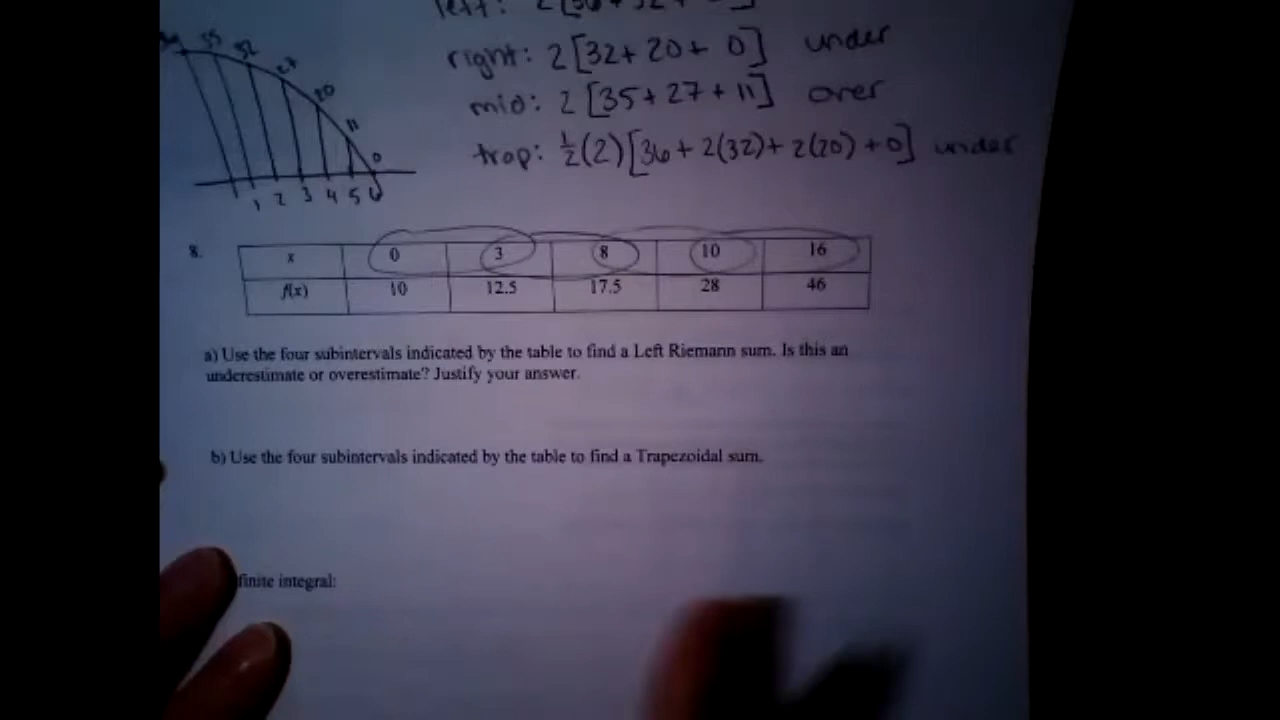 left: 2[36+32+
right: 2[32+20+ 0] under
mid: 2[35+27+11] over
trap: ½(2)[36+2(32)+2(20)+0] under
35 32 27 20 11 0
1 2 3 4 5 6
8.
x 0 3 8 10 16
f(x) 10 12.5 17.5 28 46
a) Use the four subintervals indicated by the table to find a Left Riemann sum. Is this an
underestimate or overestimate? Justify your answer.
b) Use the four subintervals indicated by the table to find a Trapezoidal sum.
finite integral: